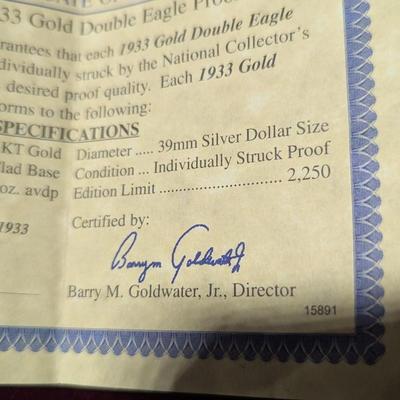 33 Gold Double Eagle Proof
rantees that each 1933 Gold Double Eagle
dividually struck by the National Collector's
desired proof quality. Each 1933 Gold
orms to the following:
SPECIFICATIONS
KT Gold Diameter ..... 39mm Silver Dollar Size
lad Base Condition ... Individually Struck Proof
oz. avdp Edition Limit ................................ 2,250
1933
Certified by:
Barry M Goldwater Jr
Barry M. Goldwater, Jr., Director
15891